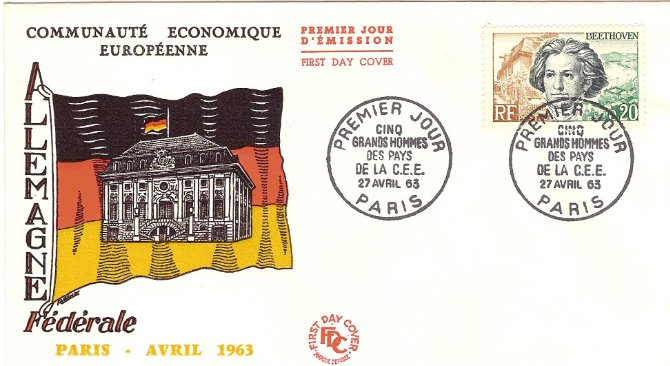 COMMUNAUTÉ ECONOMIQUE
EUROPÉENNE
PREMIER JOUR
D'ÉMISSION
FIRST DAY COVER
BEETHOVEN
RF
0,20
ALLEMAGNE
Fédérale
PARIS - AVRIL 1963
PREMIER JOUR
CINQ
GRANDS HOMMES
DES PAYS
DE LA C.E.E.
27 AVRIL 63
PARIS
PREMIER JOUR
CINQ
GRANDS HOMMES
DES PAYS
DE LA C.E.E.
27 AVRIL 63
PARIS
FIRST DAY COVER
FDC
MARQUE DÉPOSÉE